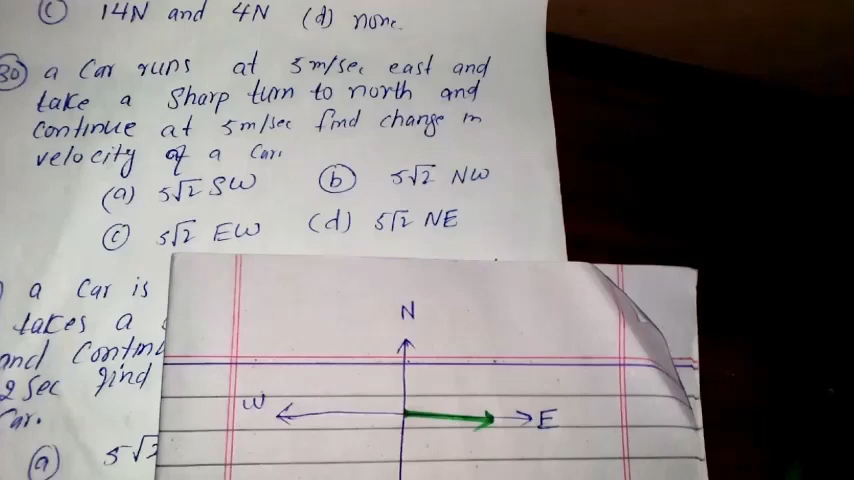 (c) 14N and 4N (d) none.
30) a Car runs at 5m/sec east and
take a Sharp turn to north and
continue at 5m/sec find change in
velocity of a Car.
(a) 5√2 SW (b) 5√2 NW
(c) 5√2 EW (d) 5√2 NE
a Car is
takes a
and Contin
2 Sec find
Car.
(a) 5√2
N
W E